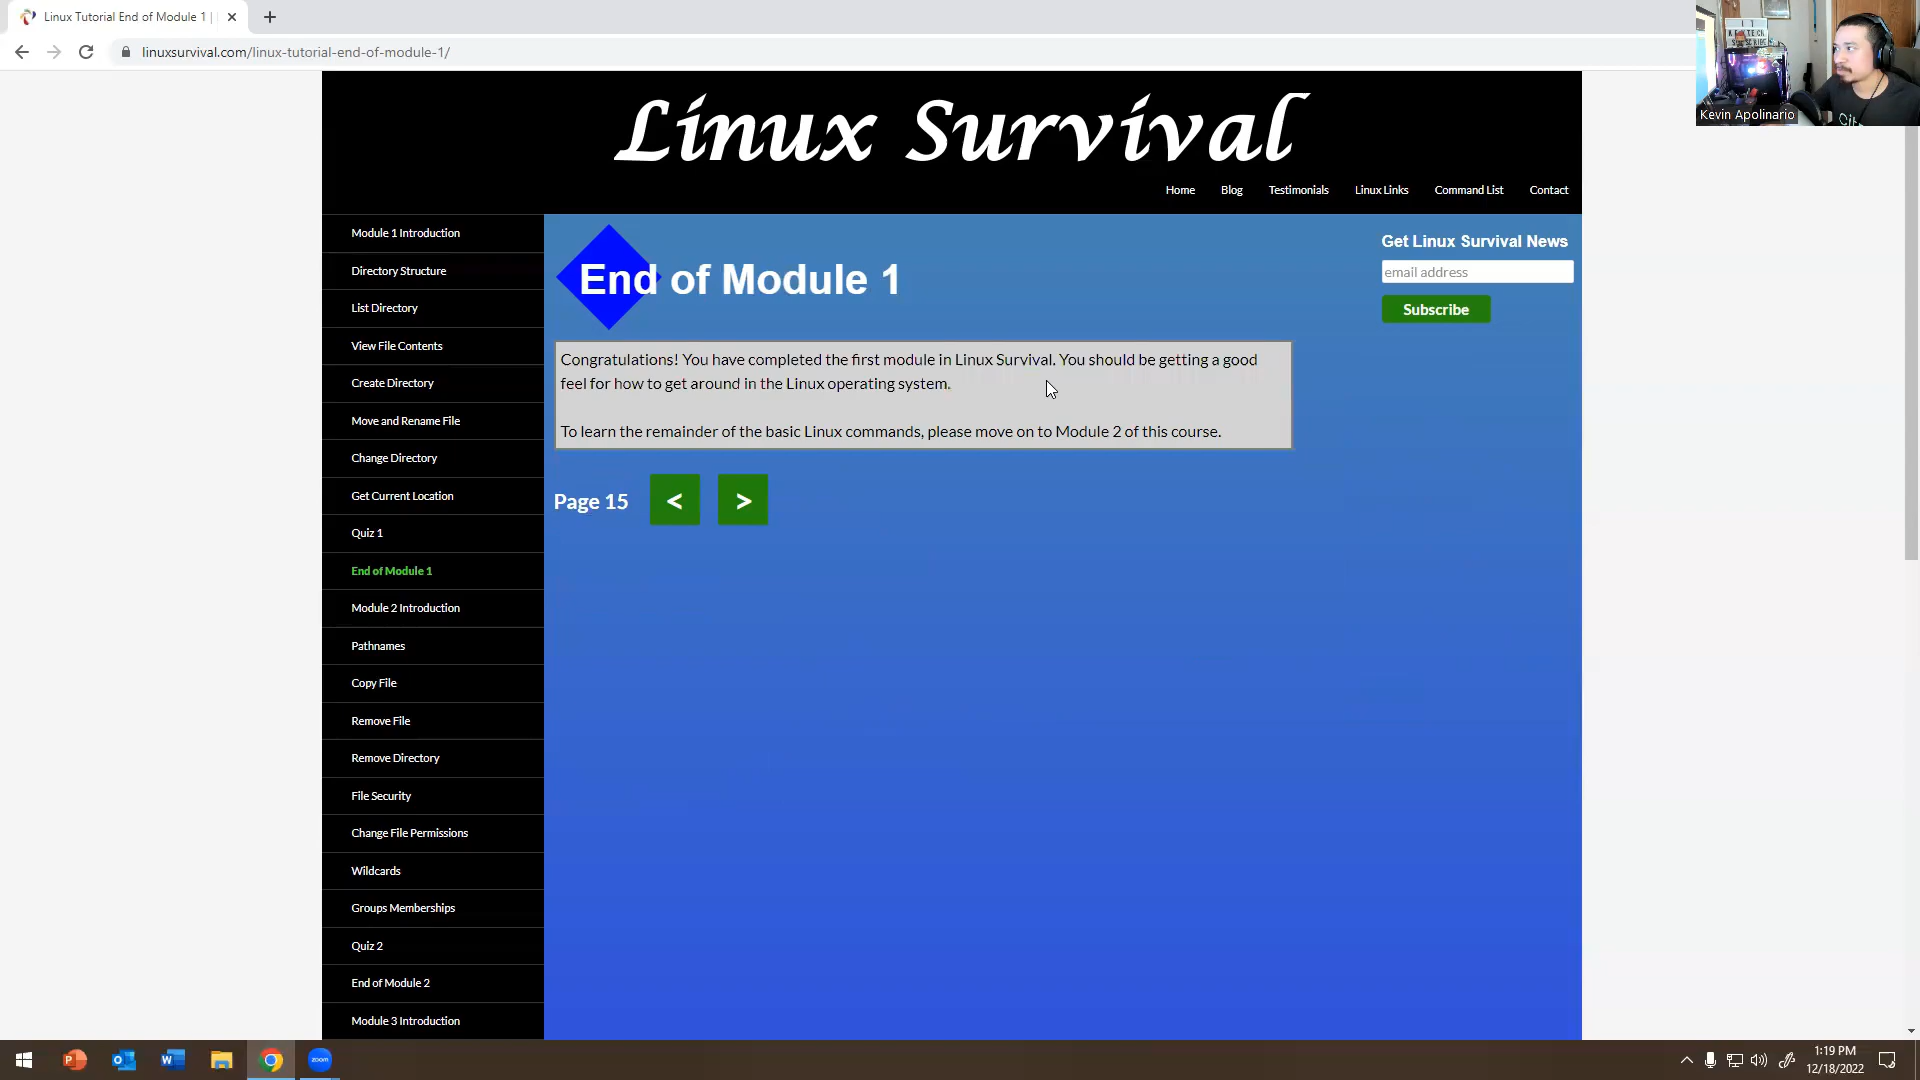 Linux Tutorial End of Module 1 |
linuxsurvival.com/linux-tutorial-end-of-module-1/
Kevin Apolinario
Linux Survival
Home Blog Testimonials Linux Links Command List Contact
Module 1 Introduction
Directory Structure
List Directory
View File Contents
Create Directory
Move and Rename File
Change Directory
Get Current Location
Quiz 1
End of Module 1
Module 2 Introduction
Pathnames
Copy File
Remove File
Remove Directory
File Security
Change File Permissions
Wildcards
Groups Memberships
Quiz 2
End of Module 2
Module 3 Introduction
End of Module 1
Congratulations! You have completed the first module in Linux Survival. You should be getting a good
feel for how to get around in the Linux operating system.
To learn the remainder of the basic Linux commands, please move on to Module 2 of this course.
Page 15 < >
Get Linux Survival News
email address
Subscribe
zoom
1:19 PM
12/18/2022